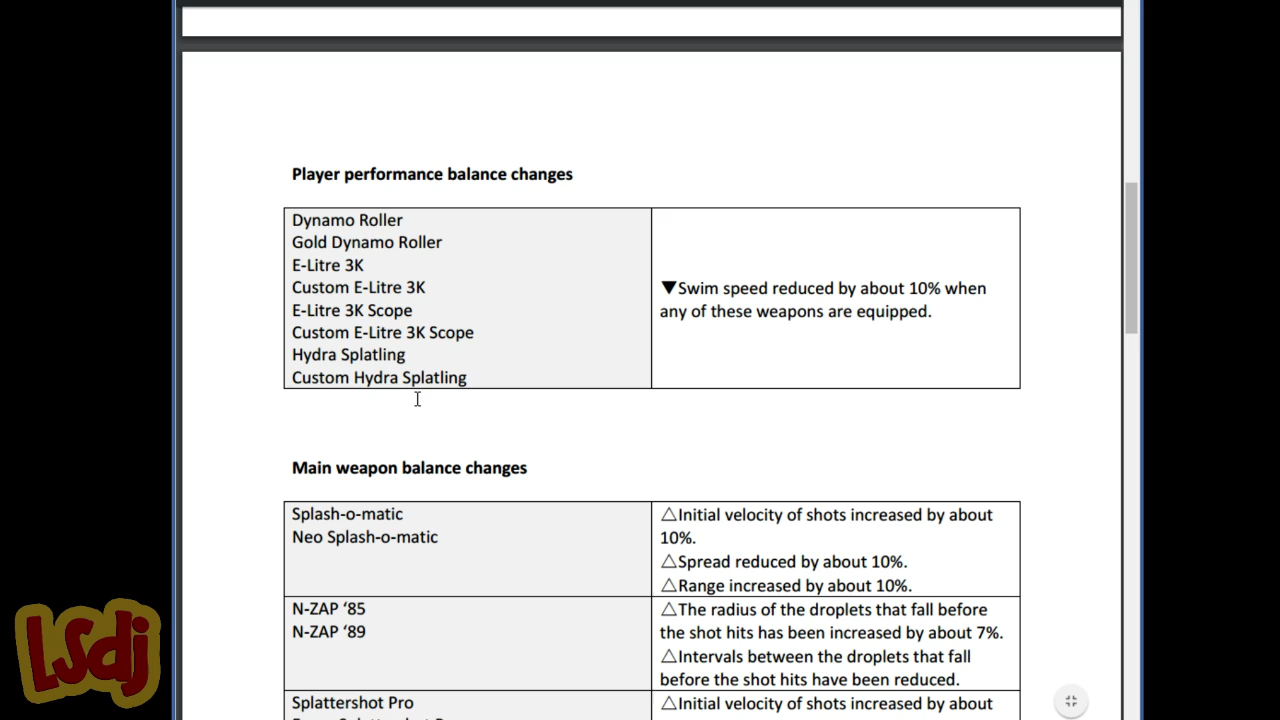 Player performance balance changes
Dynamo Roller
Gold Dynamo Roller
E-Litre 3K
Custom E-Litre 3K
E-Litre 3K Scope
Custom E-Litre 3K Scope
Hydra Splatling
Custom Hydra Splatling
▼Swim speed reduced by about 10% when
any of these weapons are equipped.
Main weapon balance changes
Splash-o-matic
Neo Splash-o-matic
△Initial velocity of shots increased by about
10%.
△Spread reduced by about 10%.
△Range increased by about 10%.
N-ZAP ‘85
N-ZAP ‘89
△The radius of the droplets that fall before
the shot hits has been increased by about 7%.
△Intervals between the droplets that fall
before the shot hits have been reduced.
Splattershot Pro
△Initial velocity of shots increased by about
LSdj